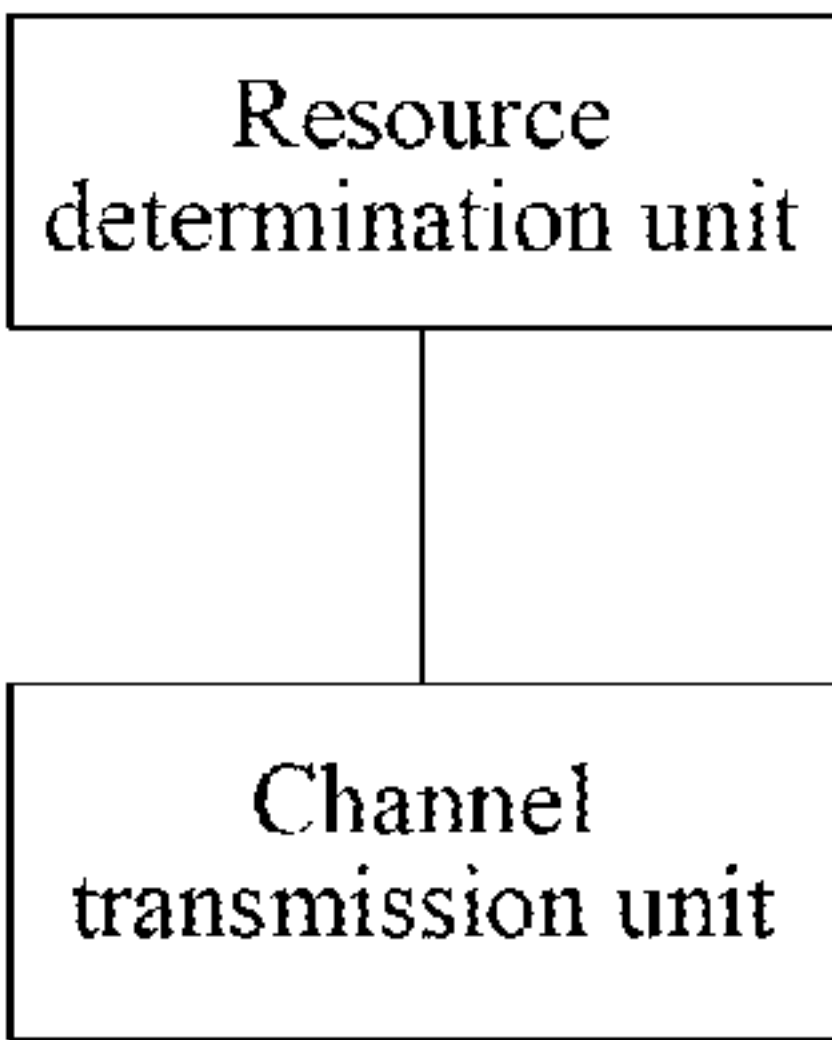 Resource
determination unit
Channel
transmission unit